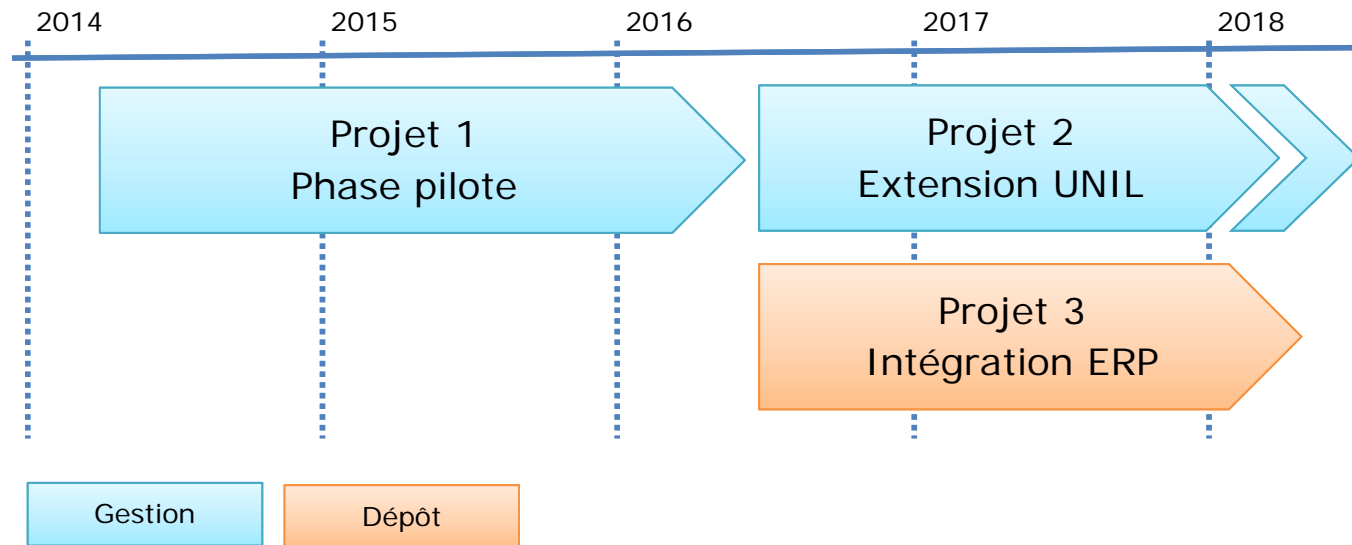 2014
2015
2016
2017
2018
Projet 1
Phase pilote
Projet 2
Extension UNIL
Projet 3
Intégration ERP
Gestion
Dépôt